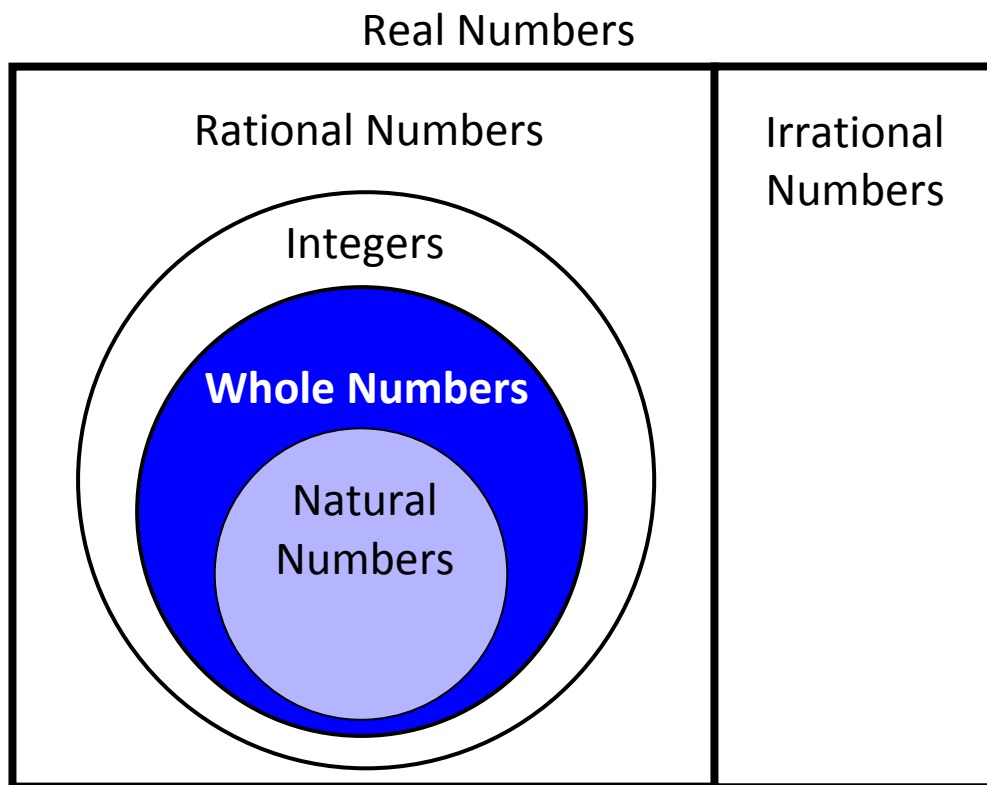 Real Numbers
Rational Numbers
Irrational
Numbers
Integers
Whole Numbers
Natural
Numbers